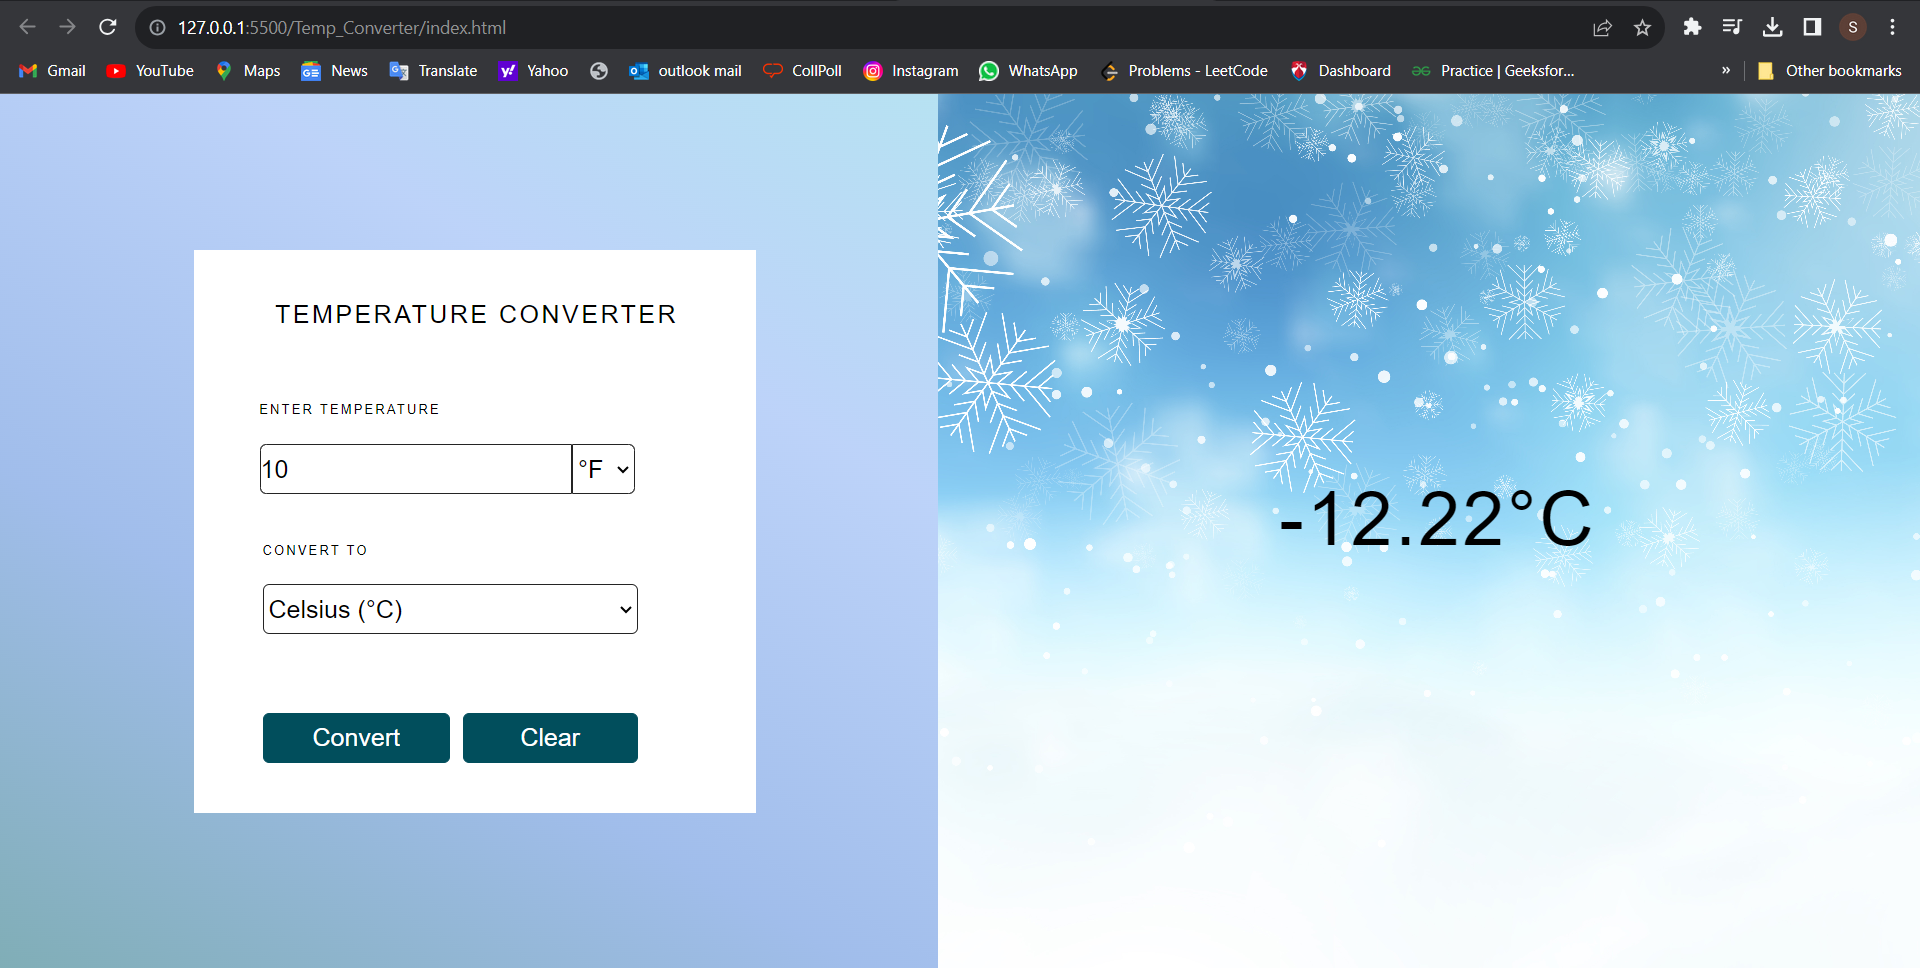 127.0.0.1:5500/Temp_Converter/index.html
S
Gmail YouTube Maps News Translate Yahoo outlook mail CollPoll Instagram WhatsApp Problems - LeetCode Dashboard Practice | Geeksfor... » Other bookmarks
TEMPERATURE CONVERTER
ENTER TEMPERATURE
10 °F
CONVERT TO
Celsius (°C)
Convert Clear
-12.22°C